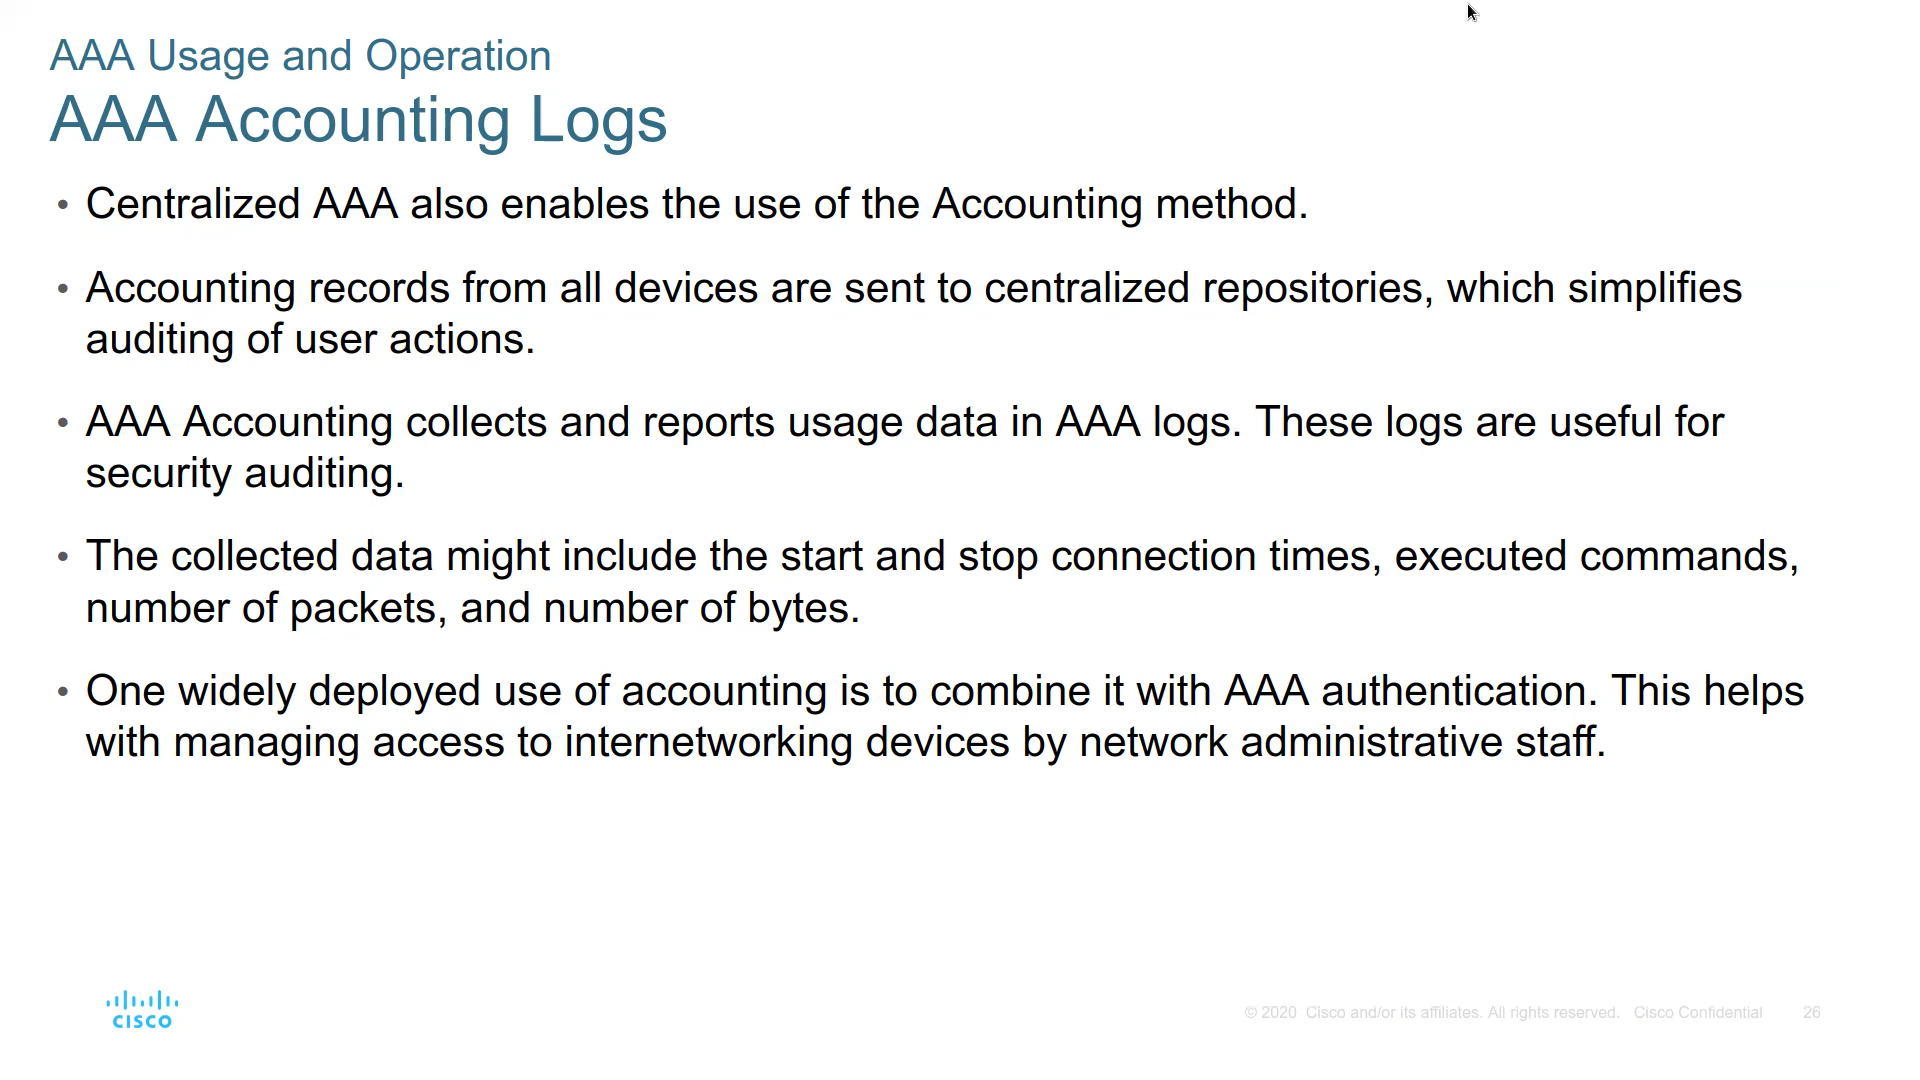 AAA Usage and Operation
AAA Accounting Logs
• Centralized AAA also enables the use of the Accounting method.
• Accounting records from all devices are sent to centralized repositories, which simplifies
auditing of user actions.
• AAA Accounting collects and reports usage data in AAA logs. These logs are useful for
security auditing.
• The collected data might include the start and stop connection times, executed commands,
number of packets, and number of bytes.
• One widely deployed use of accounting is to combine it with AAA authentication. This helps
with managing access to internetworking devices by network administrative staff.
CISCO
© 2020 Cisco and/or its affiliates. All rights reserved. Cisco Confidential 26